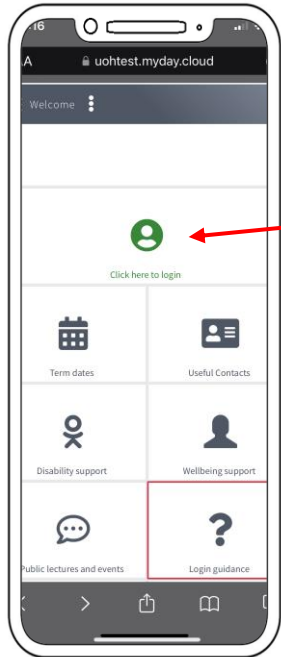 :16
A uohtest.myday.cloud
Welcome
Click here to login
Term dates Useful Contacts
Disability support Wellbeing support
Public lectures and events Login guidance